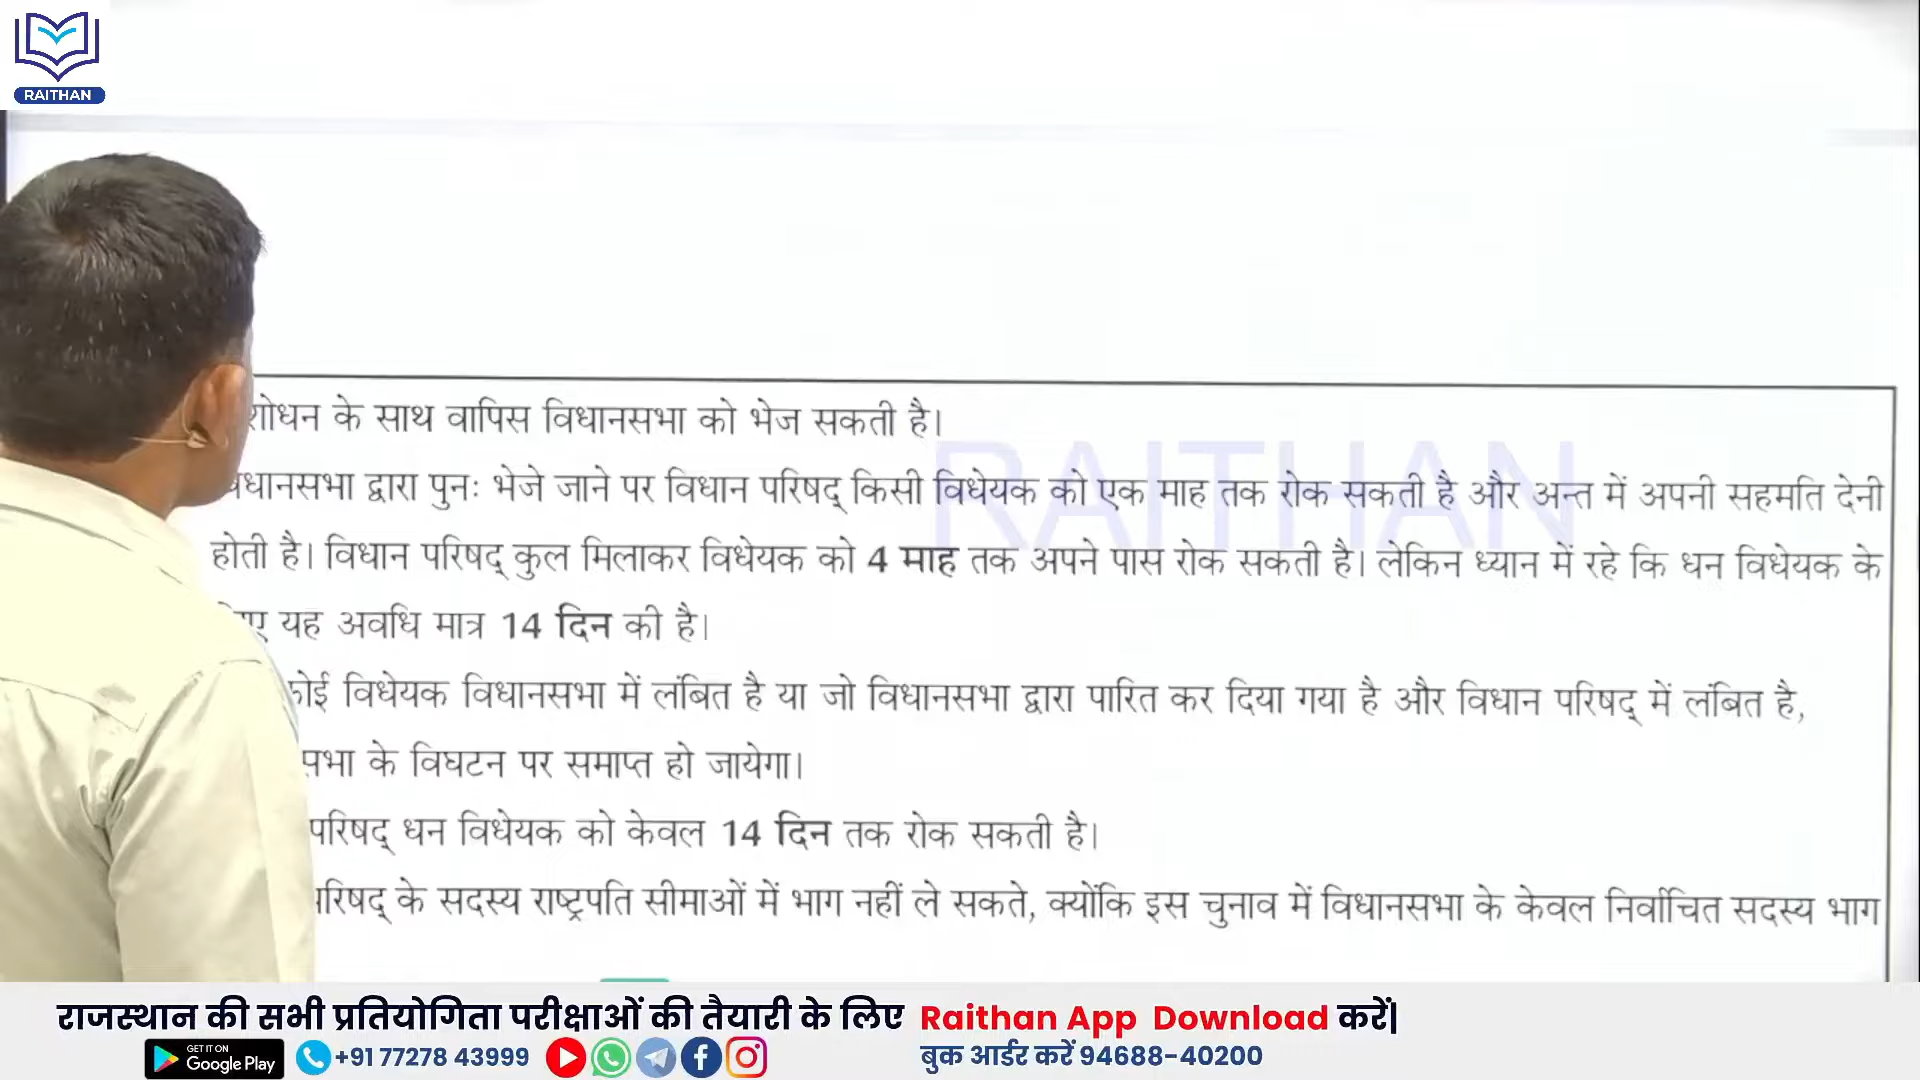 RAITHAN
शोधन के साथ वापिस विधानसभा को भेज सकती है।
RAITHAN
द्वारा पुनः भेजे जाने पर विधान परिषद् किसी विधेयक को एक माह तक रोक सकती है और अन्त में अपनी सहमति देनी
होती है। विधान परिषद् कुल मिलाकर विधेयक को 4 माह तक अपने पास रोक सकती है। लेकिन ध्यान में रहे कि धन विधेयक के
यह अवधि मात्र 14 दिन की है।
कोई विधेयक विधानसभा में लंबित है या जो विधानसभा द्वारा पारित कर दिया गया है और विधान परिषद् में लंबित है,
के विघटन पर समाप्त हो जायेगा।
परिषद् धन विधेयक को केवल 14 दिन तक रोक सकती है।
के सदस्य राष्ट्रपति सीमाओं में भाग नहीं ले सकते, क्योंकि इस चुनाव में विधानसभा के केवल निर्वाचित सदस्य भाग
राजस्थान की सभी प्रतियोगिता परीक्षाओं की तैयारी के लिए Raithan App Download करें|
GET IT ON
Google Play
+91 77278 43999
बुक आर्डर करें 94688-40200